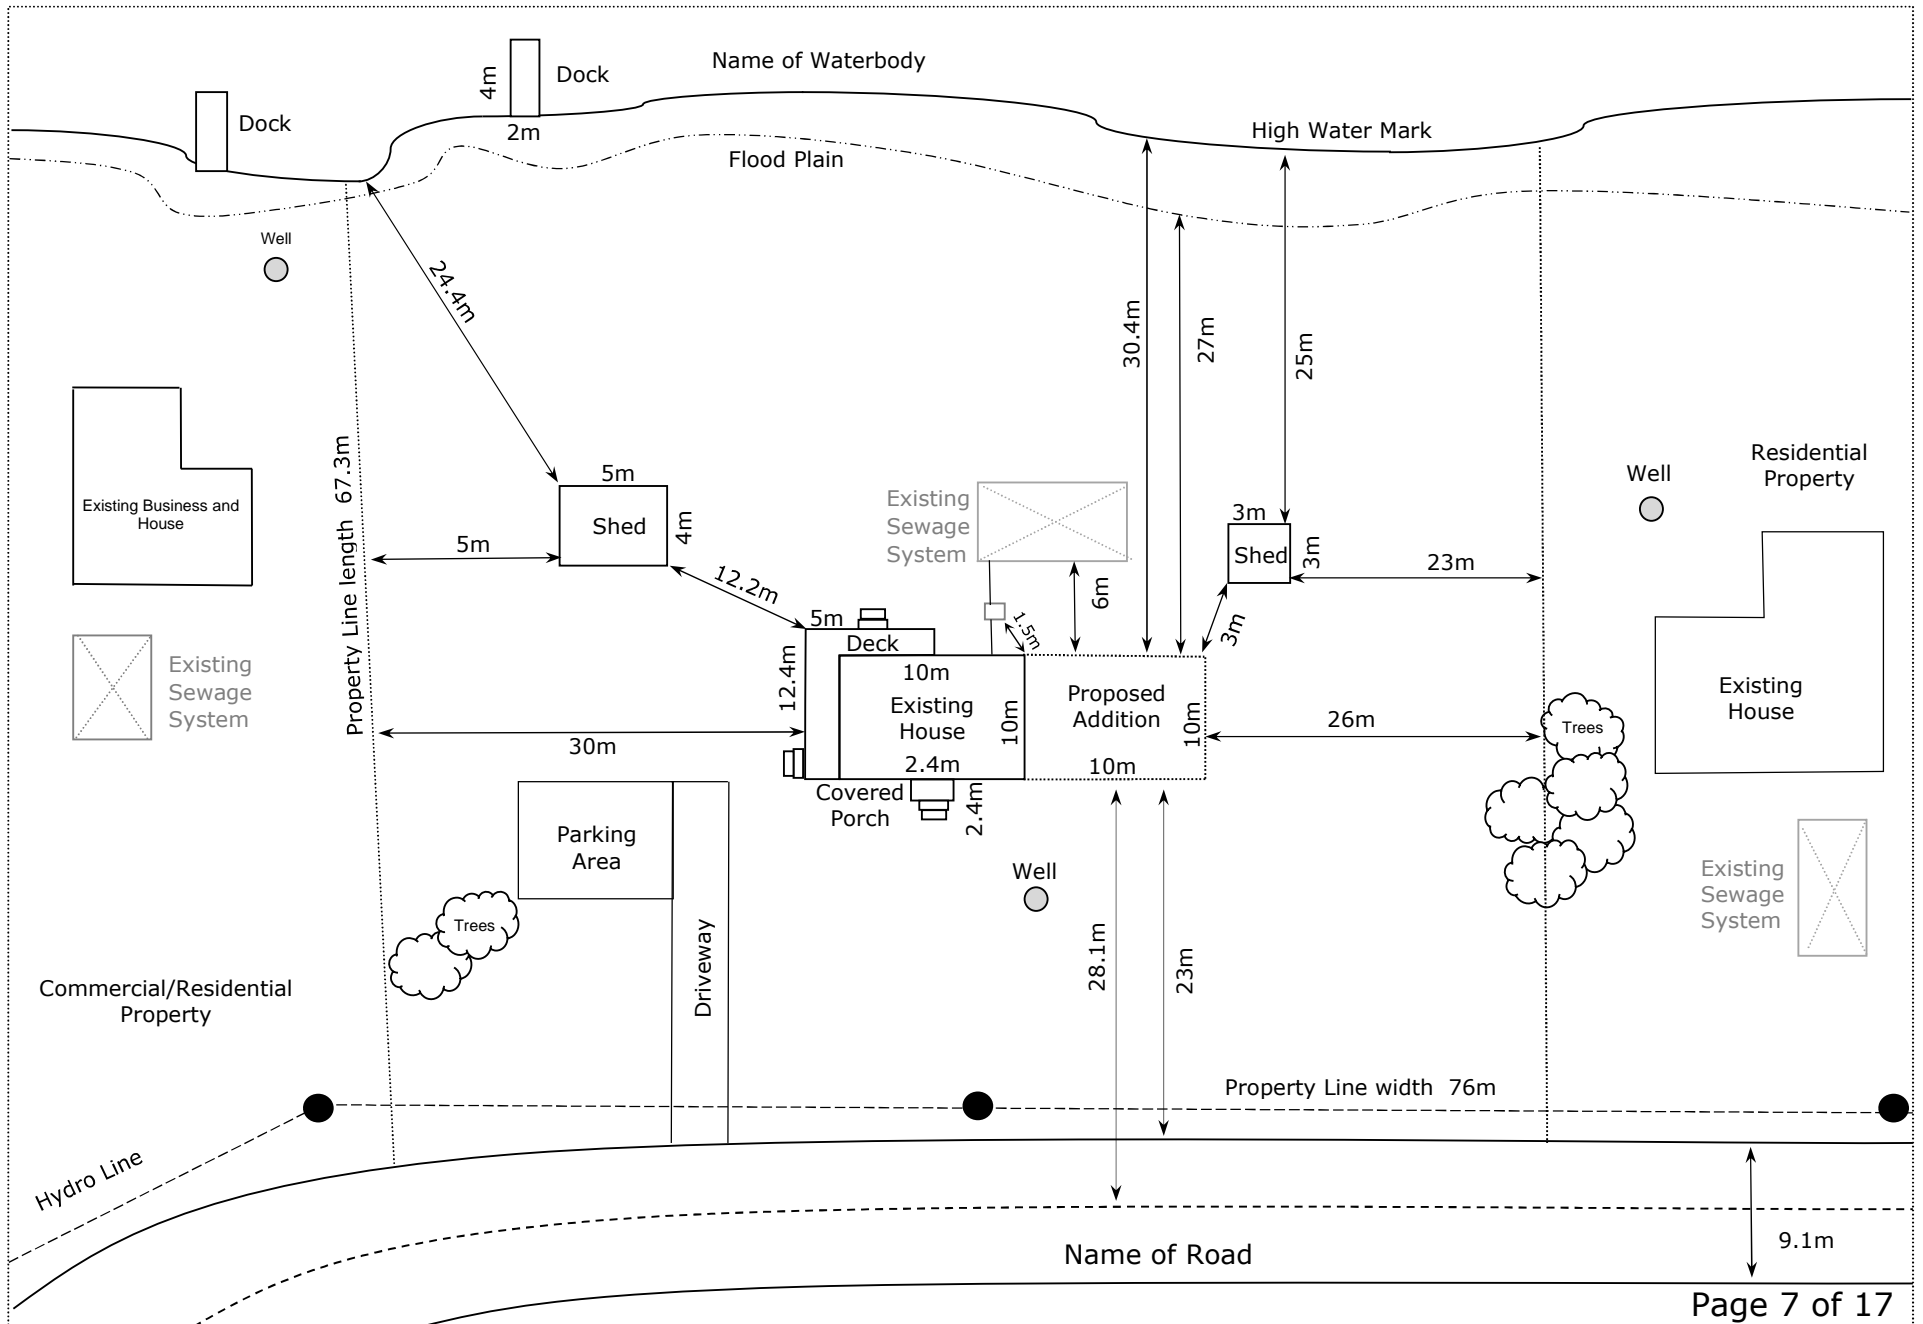 Name of Waterbody
Dock
4m
2m
Dock
High Water Mark
Flood Plain
Well
24.4m
30.4m
27m
25m
Property Line length 67.3m
Existing Business and
House
5m
Shed
4m
5m
12.2m
Existing
Sewage
System
6m
1.5m
3m
Shed
3m
23m
3m
Well
Residential
Property
Existing
Sewage
System
5m
Deck
12.4m
10m
Existing
House
10m
2.4m
Proposed
Addition
10m
10m
30m
26m
Trees
Existing
House
Covered
Porch
2.4m
Parking
Area
Well
Trees
Driveway
28.1m
23m
Existing
Sewage
System
Commercial/Residential
Property
Property Line width 76m
Hydro Line
Name of Road
9.1m
Page 7 of 17